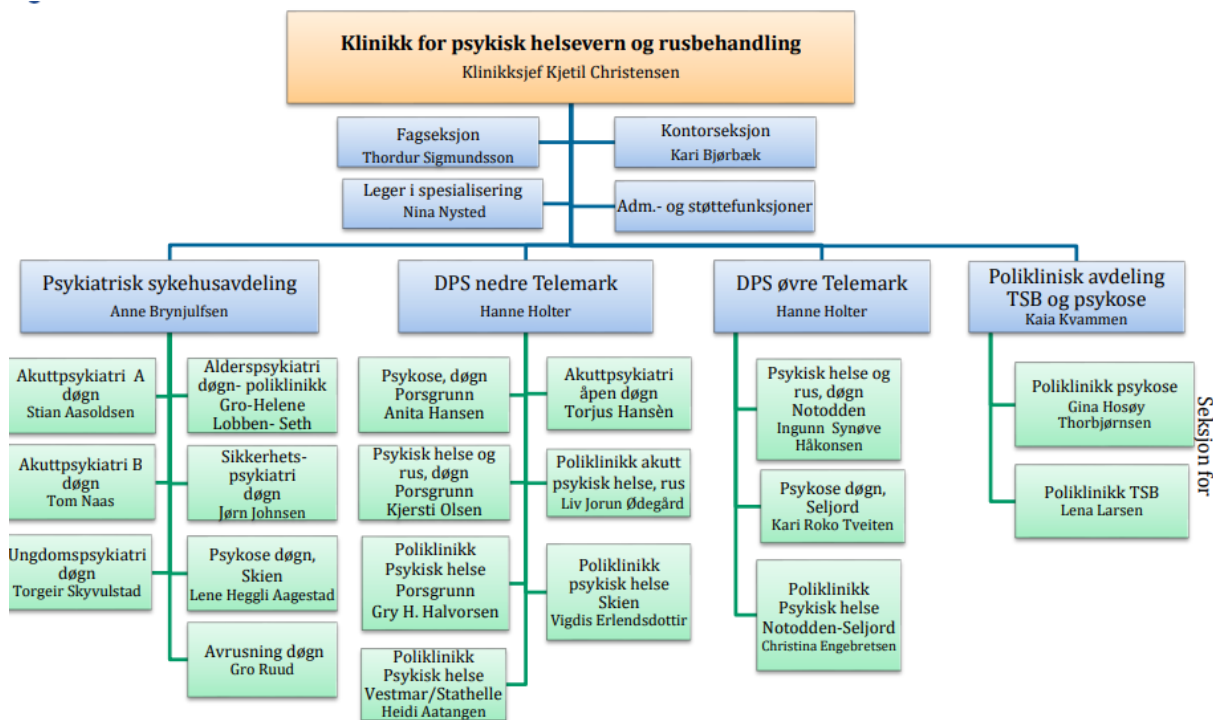 Klinikk for psykisk helsevern og rusbehandling
Klinikksjef Kjetil Christensen
Fagseksjon
Thordur Sigmundsson
Kontorseksjon
Kari Bjørbæk
Leger i spesialisering
Nina Nysted
Adm.- og støttefunksjoner
Psykiatrisk sykehusavdeling
Anne Brynjulfsen
DPS nedre Telemark
Hanne Holter
DPS øvre Telemark
Hanne Holter
Poliklinisk avdeling
TSB og psykose
Kaia Kvammen
Akuttpsykiatri A
døgn
Stian Aasoldsen
Alderspsykiatri
døgn- poliklinikk
Gro-Helene
Lobben- Seth
Akuttpsykiatri B
døgn
Tom Naas
Sikkerhets-
psykiatri
døgn
Jørn Johnsen
Ungdomspsykiatri
døgn
Torgeir Skyvulstad
Psykose døgn,
Skien
Lene Heggli Aagestad
Avrusning døgn
Gro Ruud
Psykose, døgn
Porsgrunn
Anita Hansen
Akuttpsykiatri
åpen døgn
Torjus Hansèn
Psykisk helse og
rus, døgn
Porsgrunn
Kjersti Olsen
Poliklinikk akutt
psykisk helse, rus
Liv Jorun Ødegård
Poliklinikk
Psykisk helse
Porsgrunn
Gry H. Halvorsen
Poliklinikk
psykisk helse
Skien
Vigdis Erlendsdottir
Poliklinikk
Psykisk helse
Vestmar/Stathelle
Heidi Aatangen
Psykisk helse og
rus, døgn
Notodden
Ingunn Synøve
Håkonsen
Psykose døgn,
Seljord
Kari Roko Tveiten
Poliklinikk
Psykisk helse
Notodden-Seljord
Christina Engebretsen
Poliklinikk psykose
Gina Hosøy
Thorbjørnsen
Poliklinikk TSB
Lena Larsen
Seksjon for